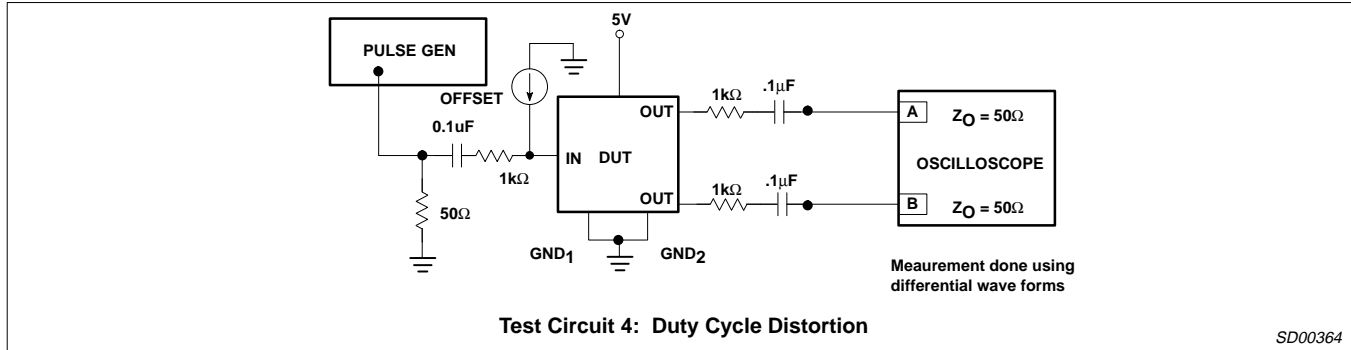 5V
PULSE GEN
OFFSET
0.1uF
1kΩ
50Ω
IN
DUT
OUT
OUT
GND1
GND2
1kΩ
.1μF
1kΩ
.1μF
A
ZO = 50Ω
OSCILLOSCOPE
B
ZO = 50Ω
Meaurement done using
differential wave forms
Test Circuit 4: Duty Cycle Distortion
SD00364